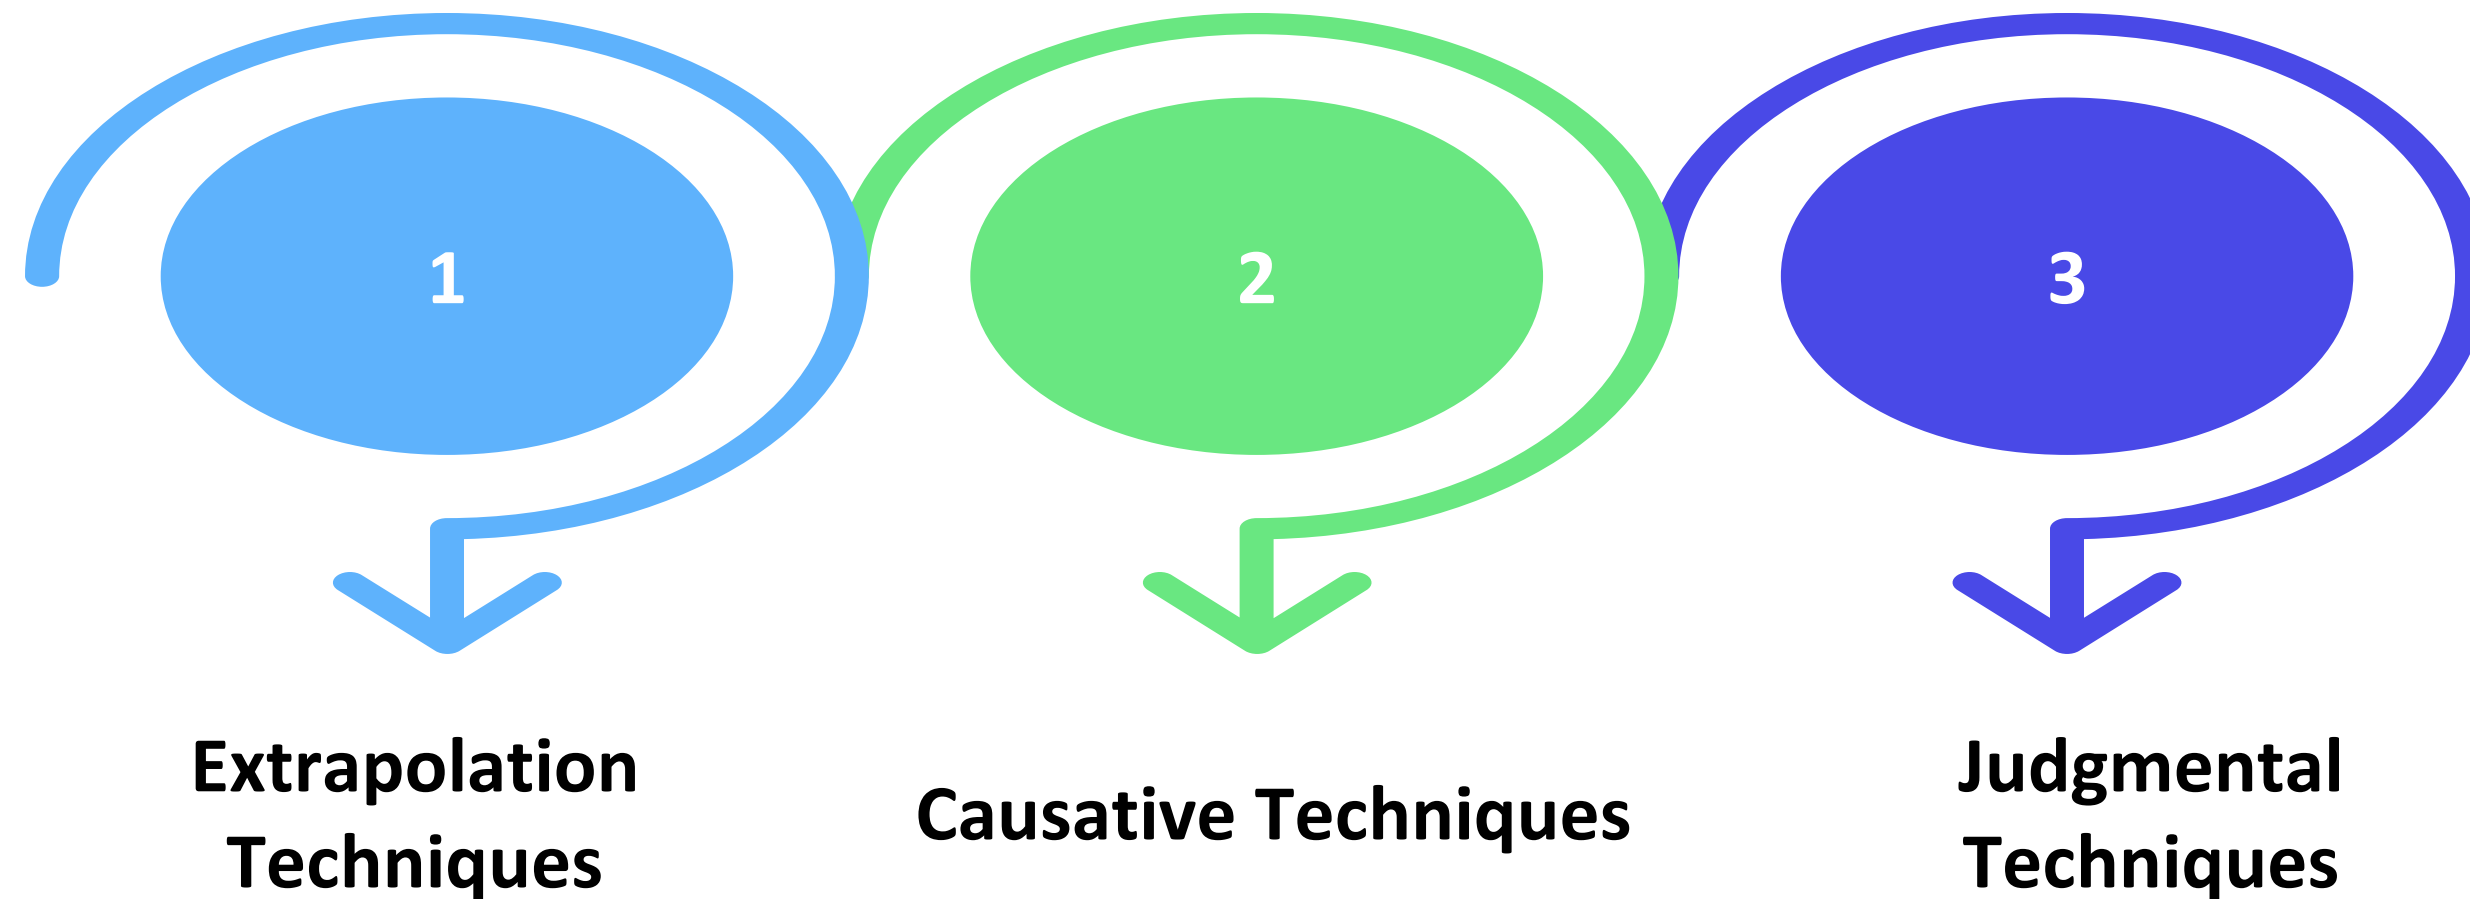 1
2
3
Extrapolation
Techniques
Causative Techniques
Judgmental
Techniques